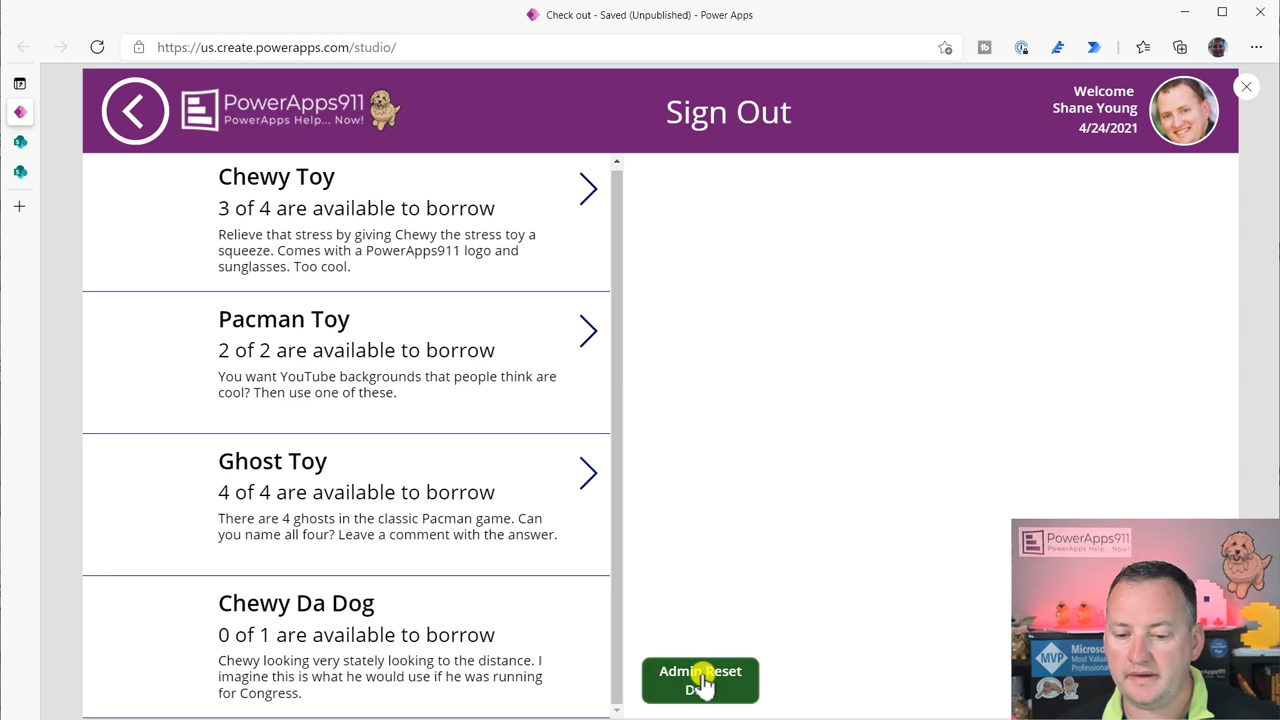 Check out - Saved (Unpublished) - Power Apps
https://us.create.powerapps.com/studio/
PowerApps911
PowerApps Help... Now!
Sign Out
Welcome
Shane Young
4/24/2021
Chewy Toy
3 of 4 are available to borrow
Relieve that stress by giving Chewy the stress toy a
squeeze. Comes with a PowerApps911 logo and
sunglasses. Too cool.
Pacman Toy
2 of 2 are available to borrow
You want YouTube backgrounds that people think are
cool? Then use one of these.
Ghost Toy
4 of 4 are available to borrow
There are 4 ghosts in the classic Pacman game. Can
you name all four? Leave a comment with the answer.
Chewy Da Dog
0 of 1 are available to borrow
Chewy looking very stately looking to the distance. I
imagine this is what he would use if he was running
for Congress.
Admin Reset
PowerApps911
PowerApps Help... Now!
MVP
Microsoft
Most Valuable
Professional